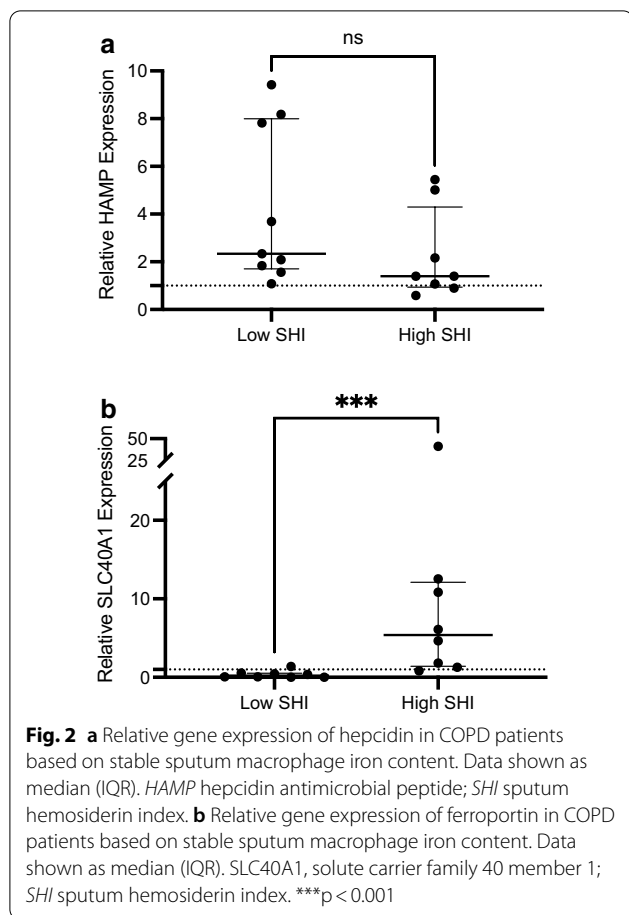 a
ns
Relative HAMP Expression
10
8
6
4
2
0
Low SHI
High SHI
b
***
Relative SLC40A1 Expression
50
25
20
10
0
Low SHI
High SHI
Fig. 2 a Relative gene expression of hepcidin in COPD patients
based on stable sputum macrophage iron content. Data shown as
median (IQR). HAMP hepcidin antimicrobial peptide; SHI sputum
hemosiderin index. b Relative gene expression of ferroportin in COPD
patients based on stable sputum macrophage iron content. Data
shown as median (IQR). SLC40A1, solute carrier family 40 member 1;
SHI sputum hemosiderin index. ***p < 0.001